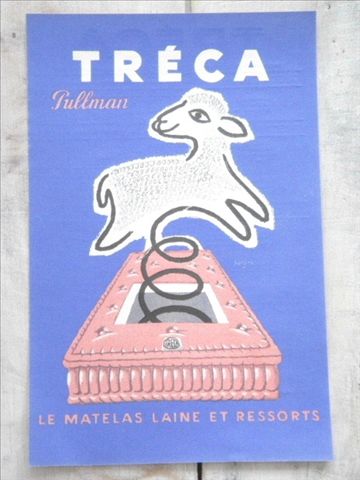 TRÉCA
Pullman
LE MATELAS LAINE ET RESSORTS